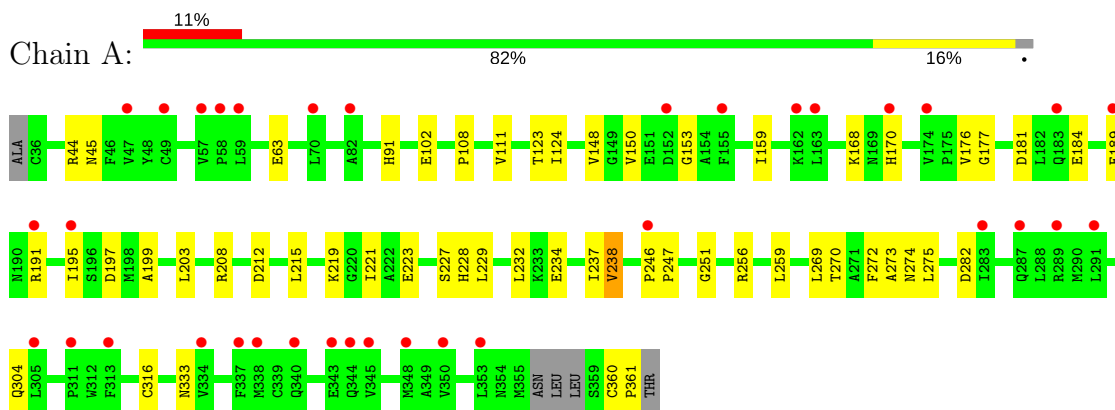 11%
Chain A:
82% 16% •
ALA C36 R44 N45 F46 V47 Y48 C49 V57 P58 L59 E63 L70 A82 H91 E102 P108 V111 T123 I124 V148 G149 V150 E151 D152 G153 A154 F155 I159 K162 L163 K168 N169 H170 V174 P175 V176 G177 D181 L182 Q183 E184
N190 R191 I195 S196 D197 M198 A199 L203 R208 D212 L215 K219 G220 I221 A222 E223 S227 H228 L229 L232 K233 E234 I237 V238 P246 P247 G251 R256 L259 L269 T270 A271 F272 A273 N274 L275 D282 I283 Q287 L288 R289 M290 L291
Q304 L305 P311 W312 F313 C316 N333 V334 F337 M338 C339 Q340 E343 Q344 V345 M348 A349 V350 L353 N354 M355 ASN LEU LEU S359 C360 P361 THR